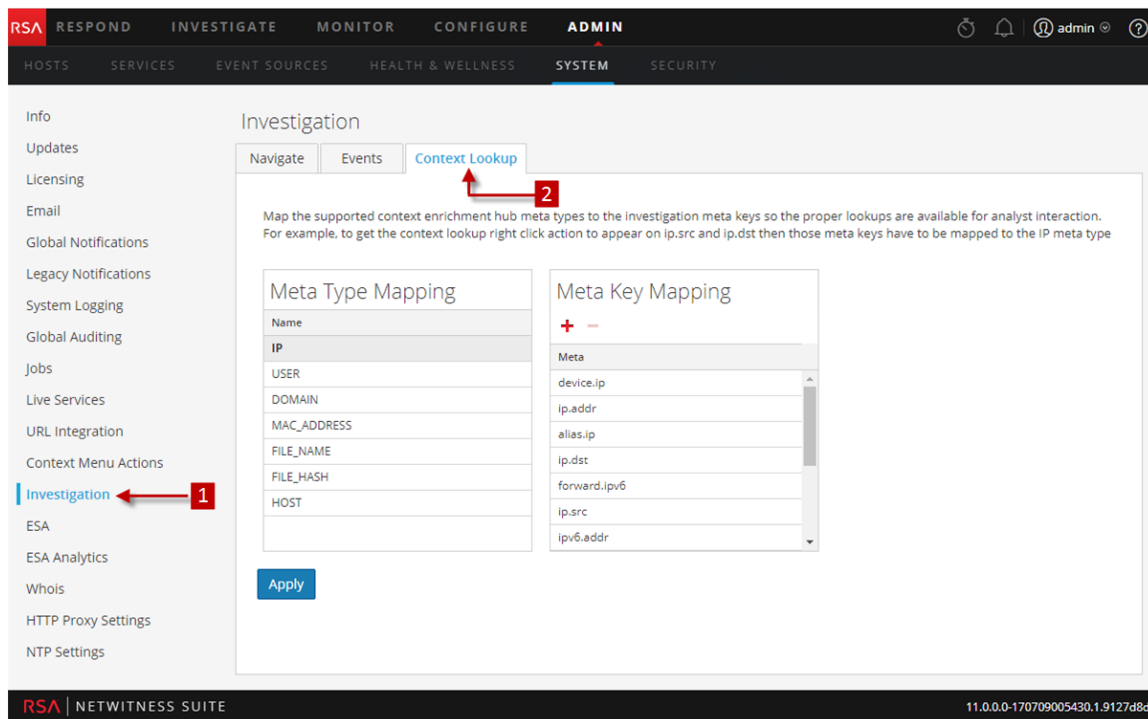 RSA RESPOND INVESTIGATE MONITOR CONFIGURE ADMIN admin
HOSTS SERVICES EVENT SOURCES HEALTH & WELLNESS SYSTEM SECURITY
Info
Updates
Licensing
Email
Global Notifications
Legacy Notifications
System Logging
Global Auditing
Jobs
Live Services
URL Integration
Context Menu Actions
Investigation 1
ESA
ESA Analytics
Whois
HTTP Proxy Settings
NTP Settings
Investigation
Navigate Events Context Lookup
2
Map the supported context enrichment hub meta types to the investigation meta keys so the proper lookups are available for analyst interaction.
For example, to get the context lookup right click action to appear on ip.src and ip.dst then those meta keys have to be mapped to the IP meta type
Meta Type Mapping
Name
IP
USER
DOMAIN
MAC_ADDRESS
FILE_NAME
FILE_HASH
HOST
Meta Key Mapping
+ −
Meta
device.ip
ip.addr
alias.ip
ip.dst
forward.ipv6
ip.src
ipv6.addr
Apply
RSA | NETWITNESS SUITE